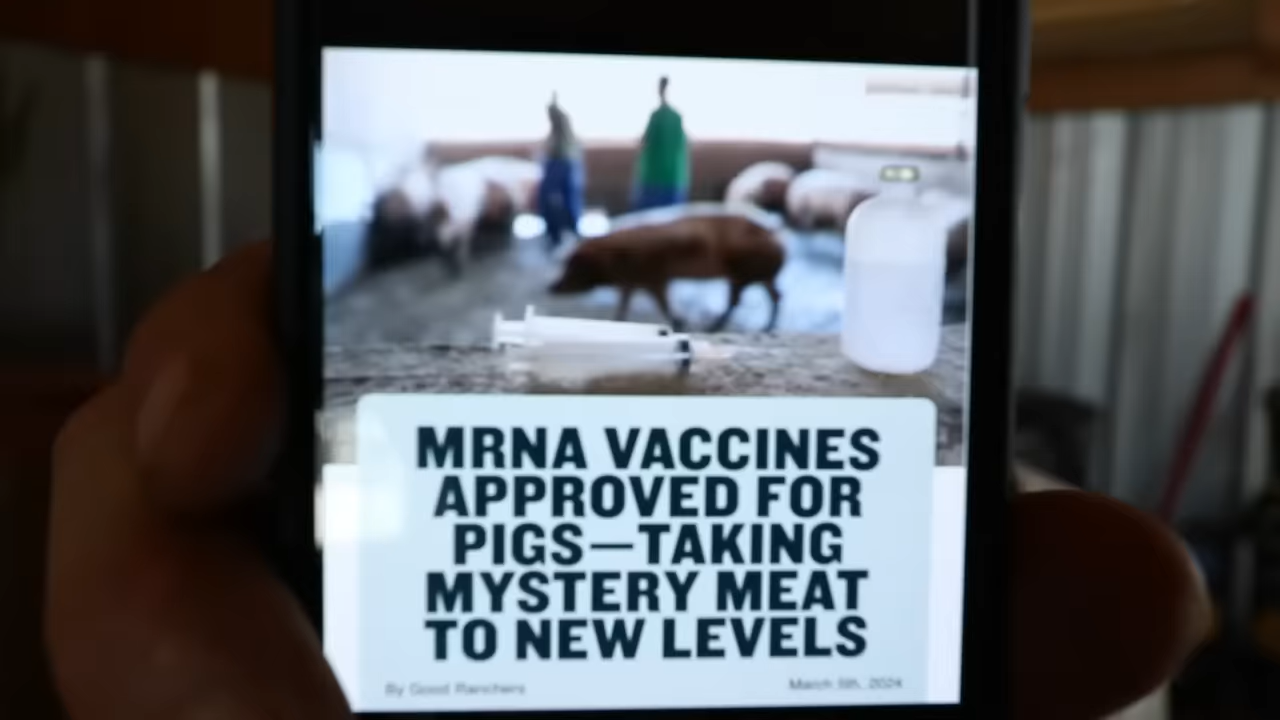 MRNA VACCINES
APPROVED FOR
PIGS—TAKING
MYSTERY MEAT
TO NEW LEVELS
By Good Ranchers
March 5th, 2024